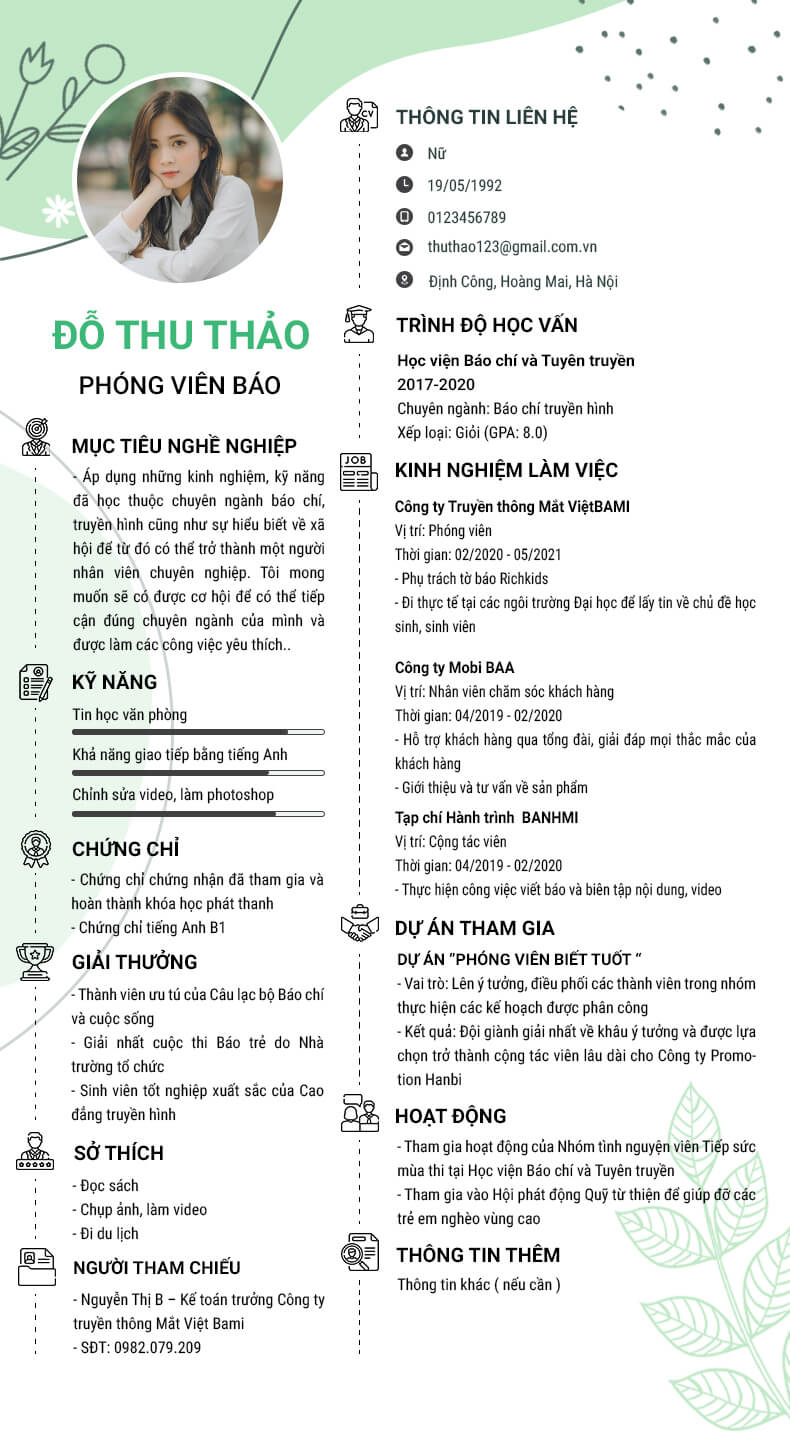 ĐỖ THU THẢO
PHÓNG VIÊN BÁO
MỤC TIÊU NGHỀ NGHIỆP
- Áp dụng những kinh nghiệm, kỹ năng
đã học thuộc chuyên ngành báo chí,
truyền hình cũng như sự hiểu biết về xã
hội để từ đó có thể trở thành một người
nhân viên chuyên nghiệp. Tôi mong
muốn sẽ có được cơ hội để có thể tiếp
cận đúng chuyên ngành của mình và
được làm các công việc yêu thích..
KỸ NĂNG
Tin học văn phòng
Khả năng giao tiếp bằng tiếng Anh
Chỉnh sửa video, làm photoshop
CHỨNG CHỈ
- Chứng chỉ chứng nhận đã tham gia và
hoàn thành khóa học phát thanh
- Chứng chỉ tiếng Anh B1
GIẢI THƯỞNG
- Thành viên ưu tú của Câu lạc bộ Báo chí
và cuộc sống
- Giải nhất cuộc thi Báo trẻ do Nhà
trường tổ chức
- Sinh viên tốt nghiệp xuất sắc của Cao
đẳng truyền hình
SỞ THÍCH
- Đọc sách
- Chụp ảnh, làm video
- Đi du lịch
NGƯỜI THAM CHIẾU
- Nguyễn Thị B – Kế toán trưởng Công ty
truyền thông Mắt Việt Bami
- SĐT: 0982.079.209
CV
THÔNG TIN LIÊN HỆ
Nữ
19/05/1992
0123456789
thuthao123@gmail.com.vn
Định Công, Hoàng Mai, Hà Nội
TRÌNH ĐỘ HỌC VẤN
Học viện Báo chí và Tuyên truyền
2017-2020
Chuyên ngành: Báo chí truyền hình
Xếp loại: Giỏi (GPA: 8.0)
JOB
KINH NGHIỆM LÀM VIỆC
Công ty Truyền thông Mắt ViệtBAMI
Vị trí: Phóng viên
Thời gian: 02/2020 - 05/2021
- Phụ trách tờ báo Richkids
- Đi thực tế tại các ngôi trường Đại học để lấy tin về chủ đề học
sinh, sinh viên
Công ty Mobi BAA
Vị trí: Nhân viên chăm sóc khách hàng
Thời gian: 04/2019 - 02/2020
- Hỗ trợ khách hàng qua tổng đài, giải đáp mọi thắc mắc của
khách hàng
- Giới thiệu và tư vấn về sản phẩm
Tạp chí Hành trình BANHMI
Vị trí: Cộng tác viên
Thời gian: 04/2019 - 02/2020
- Thực hiện công việc viết báo và biên tập nội dung, video
DỰ ÁN THAM GIA
DỰ ÁN ”PHÓNG VIÊN BIẾT TUỐT “
- Vai trò: Lên ý tưởng, điều phối các thành viên trong nhóm
thực hiện các kế hoạch được phân công
- Kết quả: Đội giành giải nhất về khâu ý tưởng và được lựa
chọn trở thành cộng tác viên lâu dài cho Công ty Promo-
tion Hanbi
HOẠT ĐỘNG
- Tham gia hoạt động của Nhóm tình nguyện viên Tiếp sức
mùa thi tại Học viện Báo chí và Tuyên truyền
- Tham gia vào Hội phát động Quỹ từ thiện để giúp đỡ các
trẻ em nghèo vùng cao
THÔNG TIN THÊM
Thông tin khác ( nếu cần )